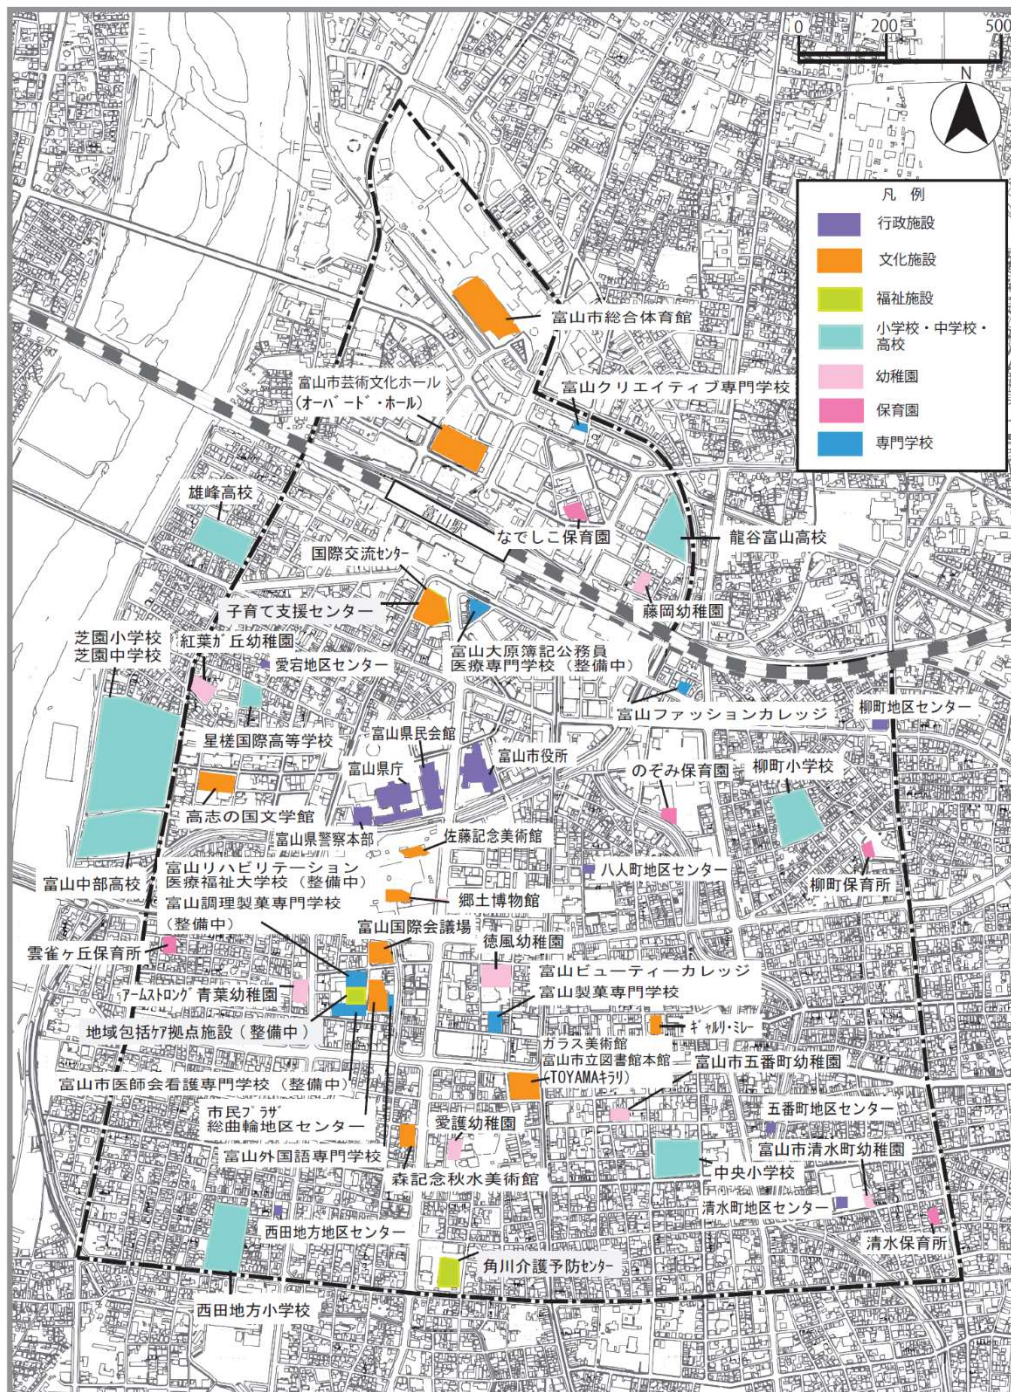 0
200
500
N
凡 例
行政施設
文化施設
福祉施設
小学校・中学校・
高校
幼稚園
保育園
専門学校
富山市総合体育館
富山クリエイティブ専門学校
富山市芸術文化ホール
(オーバード・ホール)
雄峰高校
富山駅
なでしこ保育園
龍谷富山高校
国際交流センター
子育て支援センター
藤岡幼稚園
芝園小学校
芝園中学校
紅葉ガ丘幼稚園
愛宕地区センター
富山大原簿記公務員
医療専門学校(整備中)
富山ファッションカレッジ
柳町地区センター
星槎国際高等学校
富山県民会館
富山県庁
富山市役所
のぞみ保育園
柳町小学校
高志の国文学館
富山県警察本部
佐藤記念美術館
富山中部高校
富山リハビリテーション
医療福祉大学校(整備中)
八人町地区センター
柳町保育所
富山調理製菓専門学校
(整備中)
郷土博物館
富山国際会議場
雲雀ヶ丘保育所
徳風幼稚園
富山ビューティーカレッジ
富山製菓専門学校
アームストロング青葉幼稚園
地域包括ケア拠点施設(整備中)
ギャルリ・ミレー
ガラス美術館
富山市立図書館本館
(TOYAMAキラリ)
富山市五番町幼稚園
富山市医師会看護専門学校(整備中)
市民プラザ
総曲輪地区センター
愛護幼稚園
五番町地区センター
富山外国語専門学校
富山市清水町幼稚園
中央小学校
森記念秋水美術館
清水町地区センター
西田地方地区センター
清水保育所
角川介護予防センター
西田地方小学校